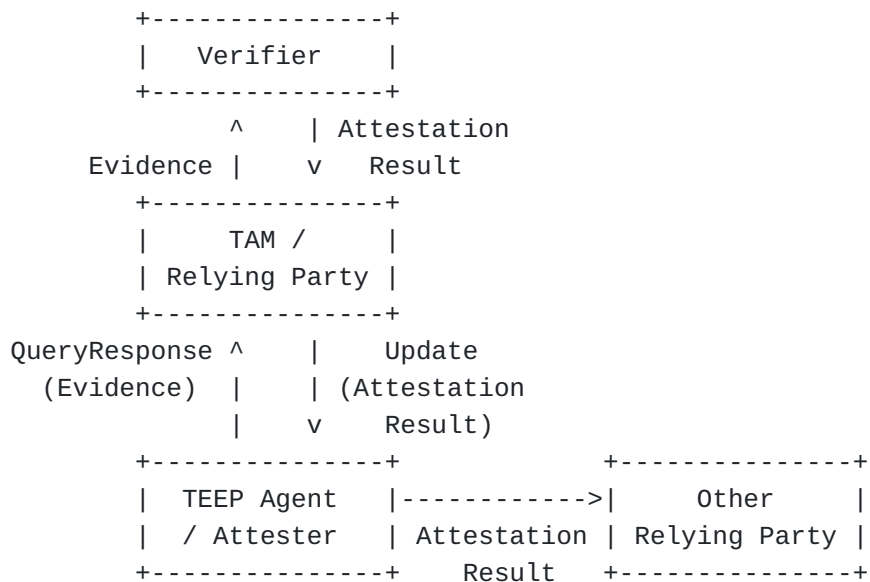 +---------------+
|   Verifier    |
+---------------+
      ^    | Attestation
Evidence |    v   Result
+---------------+
|     TAM /     |
| Relying Party |
+---------------+
QueryResponse ^    |    Update
(Evidence)  |    | (Attestation
|    v    Result)
+---------------+             +---------------+
|  TEEP Agent   |------------>|     Other     |
|  / Attester   | Attestation | Relying Party |
+---------------+    Result   +---------------+